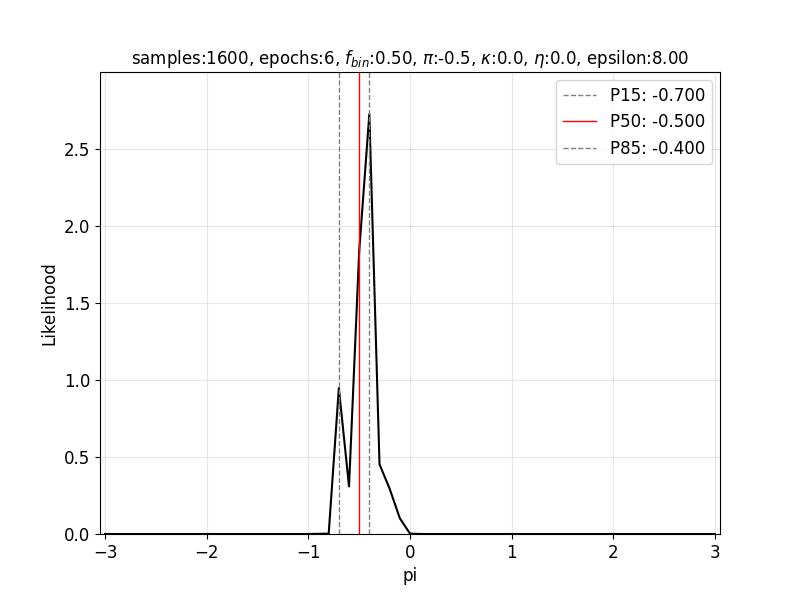 samples:1600, epochs:6, f_bin:0.50, π:-0.5, κ:0.0, η:0.0, epsilon:8.00
P15: -0.700
P50: -0.500
P85: -0.400
2.5
2.0
1.5
1.0
0.5
0.0
Likelihood
−3 −2 −1 0 1 2 3
pi